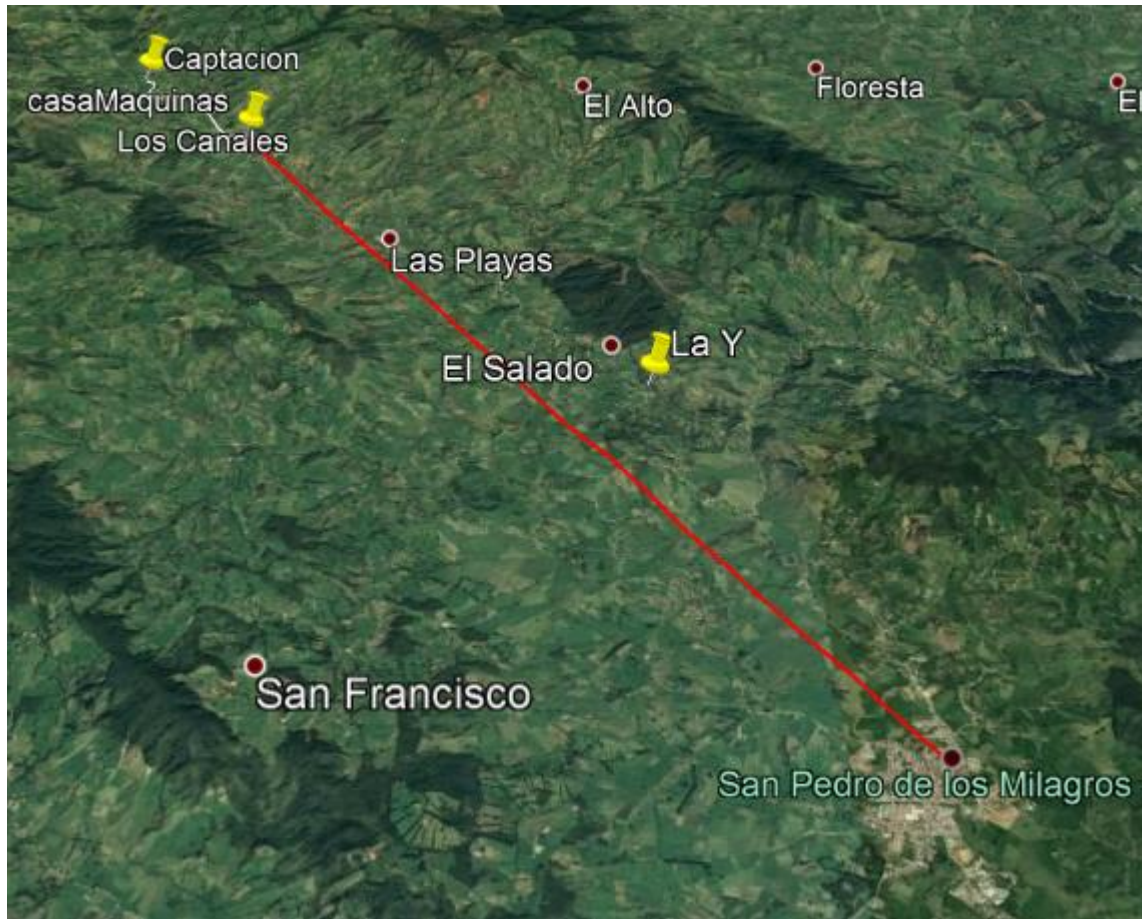 Captacion
casaMaquinas
Los Canales
El Alto
Floresta
El
Las Playas
La Y
El Salado
San Francisco
San Pedro de los Milagros